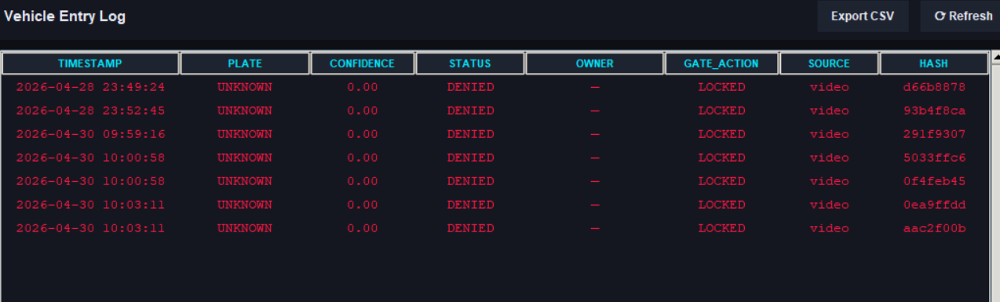 Vehicle Entry Log
Export CSV
⟳ Refresh
TIMESTAMP PLATE CONFIDENCE STATUS OWNER GATE_ACTION SOURCE HASH
2026-04-28 23:49:24 UNKNOWN 0.00 DENIED — LOCKED video d66b8878
2026-04-28 23:52:45 UNKNOWN 0.00 DENIED — LOCKED video 93b4f8ca
2026-04-30 09:59:16 UNKNOWN 0.00 DENIED — LOCKED video 291f9307
2026-04-30 10:00:58 UNKNOWN 0.00 DENIED — LOCKED video 5033ffc6
2026-04-30 10:00:58 UNKNOWN 0.00 DENIED — LOCKED video 0f4feb45
2026-04-30 10:03:11 UNKNOWN 0.00 DENIED — LOCKED video 0ea9ffdd
2026-04-30 10:03:11 UNKNOWN 0.00 DENIED — LOCKED video aac2f00b